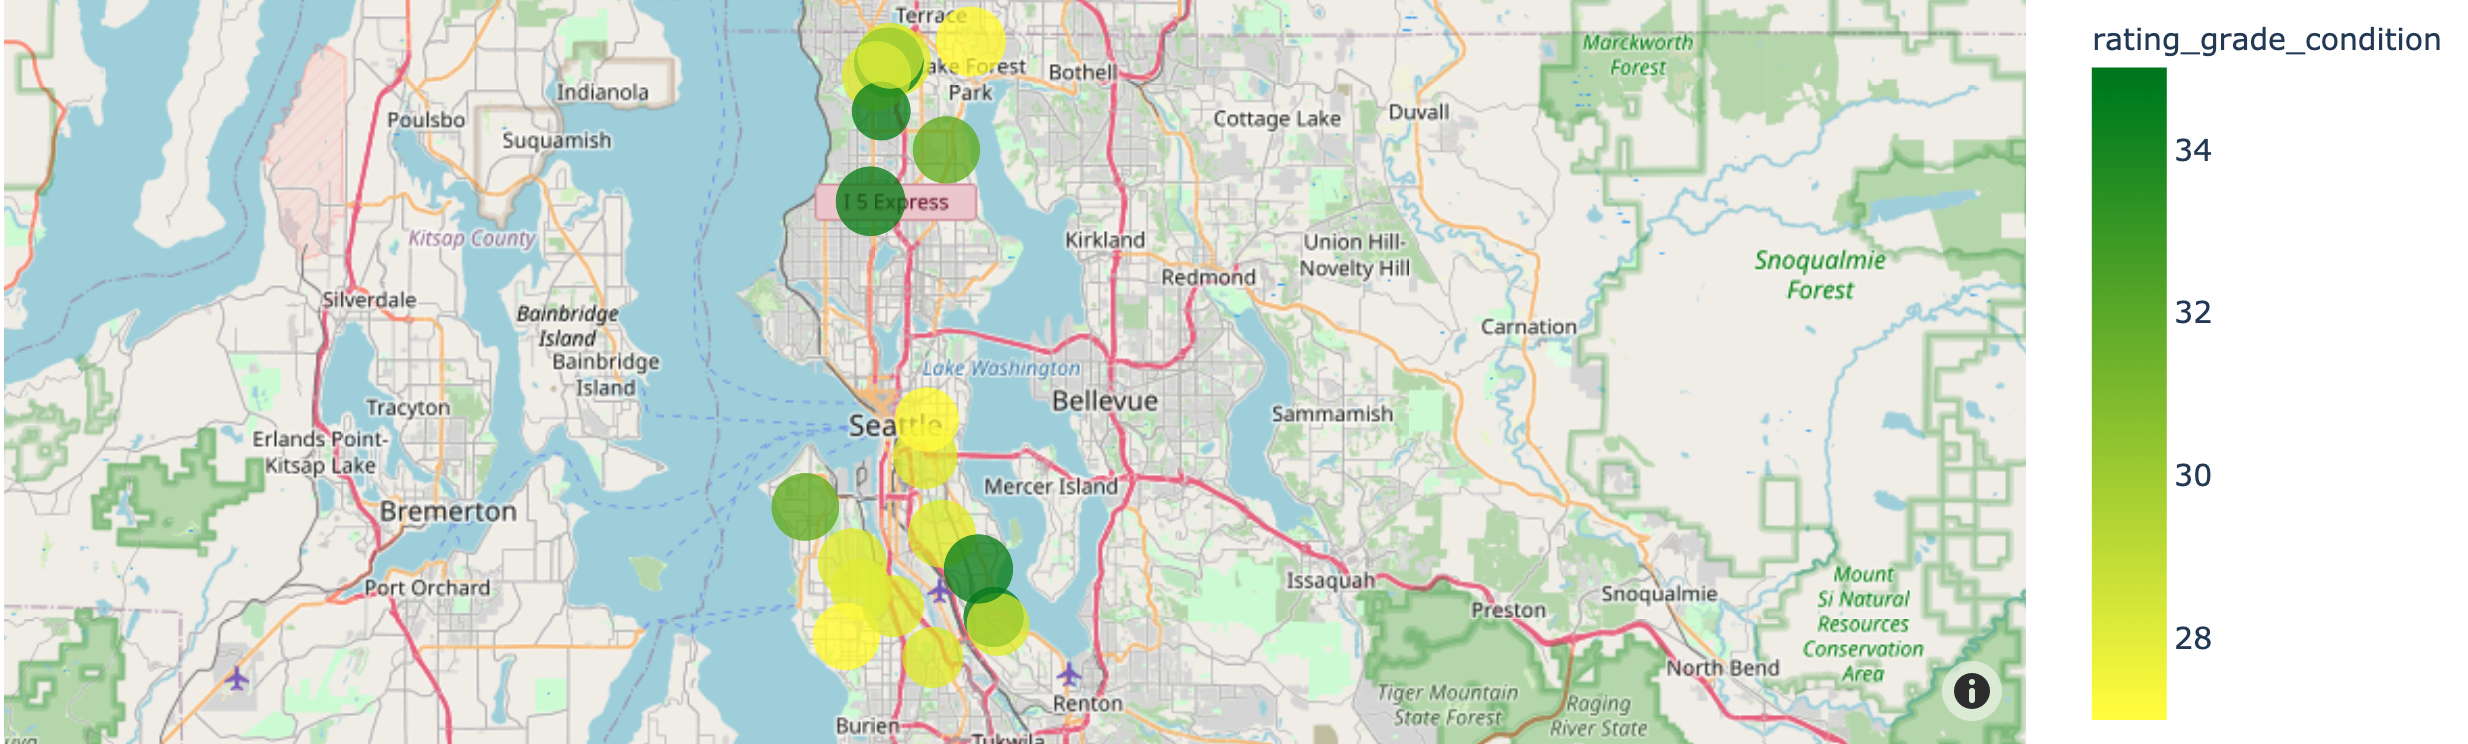 Terrace
Lake Forest
Park
Bothell
Marckworth
Forest
rating_grade_condition
Indianola
Poulsbo
Suquamish
Cottage Lake
Duvall
34
I 5 Express
Kitsap County
Kirkland
Union Hill-
Novelty Hill
Redmond
Snoqualmie
Forest
Silverdale
Bainbridge
Island
Bainbridge
Island
Carnation
32
Lake Washington
Tracyton
Seattle
Bellevue
Sammamish
Erlands Point-
Kitsap Lake
Mercer Island
30
Bremerton
Port Orchard
Issaquah
Preston
Snoqualmie
Mount
Si Natural
Resources
Conservation
Area
28
North Bend
Tiger Mountain
State Forest
Raging
River State
Renton
Burien
Tukwila